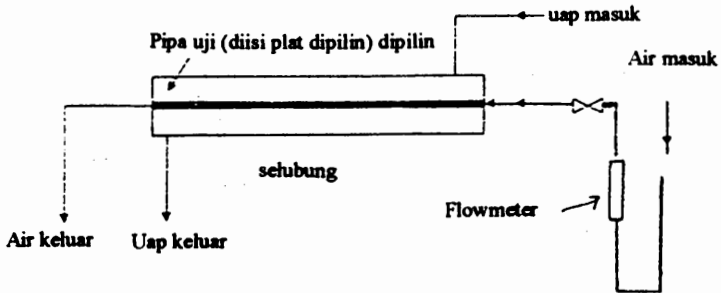 uap masuk
Pipa uji (diisi plat dipilin) dipilin
Air masuk
selubung
Flowmeter
Air keluar
Uap keluar